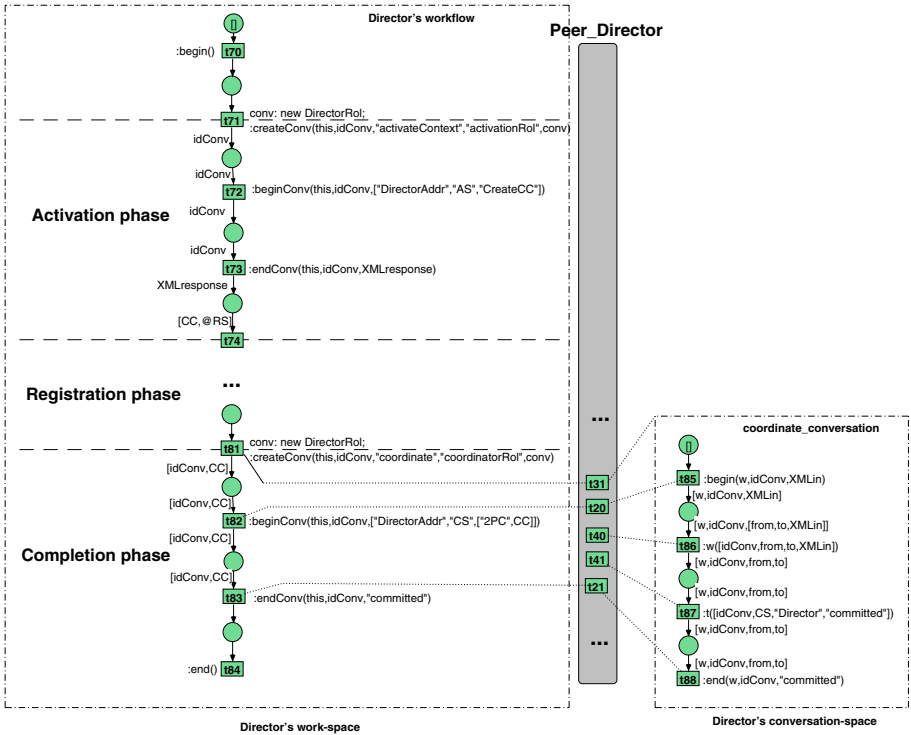 Director's workflow
[]
:begin() t70
t71 conv: new DirectorRol;
:createConv(this,idConv,"activateContext","activationRol",conv)
idConv
idConv
t72 :beginConv(this,idConv,["DirectorAddr","AS","CreateCC"])
idConv
Activation phase
idConv
t73 :endConv(this,idConv,XMLresponse)
XMLresponse
[CC,@RS]
t74
...
Registration phase
t81 conv: new DirectorRol;
:createConv(this,idConv,"coordinate","coordinatorRol",conv)
[idConv,CC]
[idConv,CC]
t82 :beginConv(this,idConv,["DirectorAddr","CS",["2PC",CC]])
[idConv,CC]
Completion phase
[idConv,CC]
t83 :endConv(this,idConv,"committed")
:end() t84
Director's work-space
Peer_Director
...
t31
t20
t40
t41
t21
...
coordinate_conversation
[]
t85 :begin(w,idConv,XMLin)
[w,idConv,XMLin]
[w,idConv,[from,to,XMLin]]
t86 :w([idConv,from,to,XMLin])
[w,idConv,from,to]
[w,idConv,from,to]
t87 :t([idConv,CS,"Director","committed"])
[w,idConv,from,to]
[w,idConv,from,to]
t88 :end(w,idConv,"committed")
Director's conversation-space